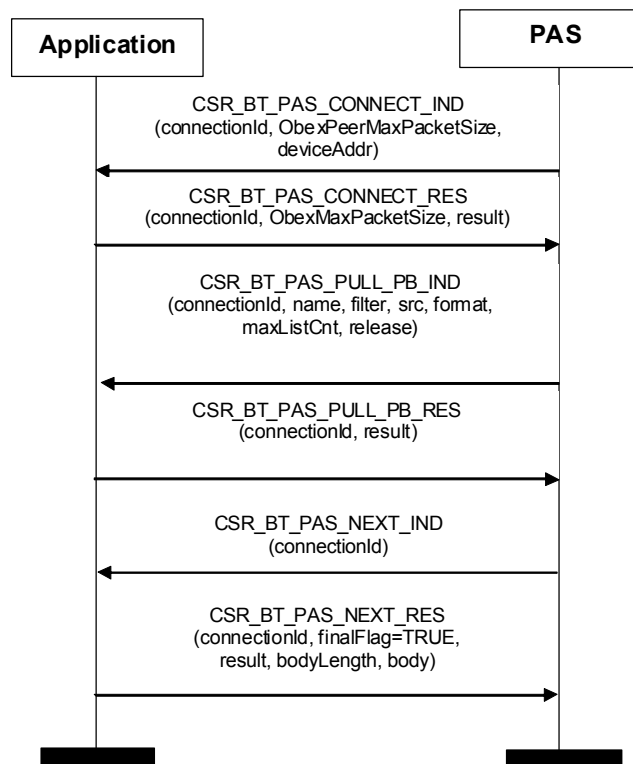 Application
PAS
CSR_BT_PAS_CONNECT_IND
(connectionId, ObexPeerMaxPacketSize,
deviceAddr)
CSR_BT_PAS_CONNECT_RES
(connectionId, ObexMaxPacketSize, result)
CSR_BT_PAS_PULL_PB_IND
(connectionId, name, filter, src, format,
maxListCnt, release)
CSR_BT_PAS_PULL_PB_RES
(connectionId, result)
CSR_BT_PAS_NEXT_IND
(connectionId)
CSR_BT_PAS_NEXT_RES
(connectionId, finalFlag=TRUE,
result, bodyLength, body)